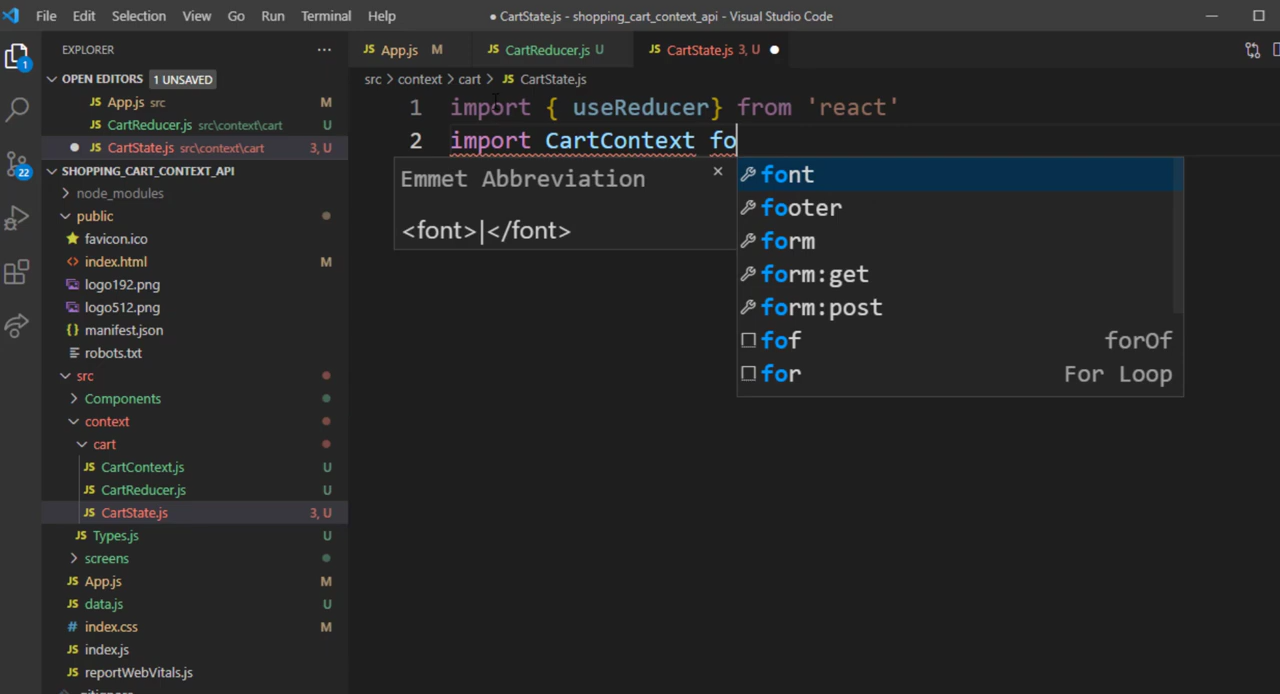 File Edit Selection View Go Run Terminal Help ● CartState.js - shopping_cart_context_api - Visual Studio Code
EXPLORER ···
JS App.js M JS CartReducer.js U JS CartState.js 3, U ●
OPEN EDITORS 1 UNSAVED
src > context > cart > JS CartState.js
JS App.js src M
JS CartReducer.js src\context\cart U
● JS CartState.js src\context\cart 3, U
SHOPPING_CART_CONTEXT_API
node_modules
public
favicon.ico
<> index.html M
logo192.png
logo512.png
{} manifest.json
robots.txt
src
Components
context
cart
JS CartContext.js U
JS CartReducer.js U
JS CartState.js 3, U
JS Types.js U
screens
JS App.js M
JS data.js U
# index.css M
JS index.js
JS reportWebVitals.js
.gitignore
1
22
1 import { useReducer} from 'react'
2 import CartContext fo
Emmet Abbreviation ×
<font>|</font>
font
footer
form
form:get
form:post
fof forOf
for For Loop